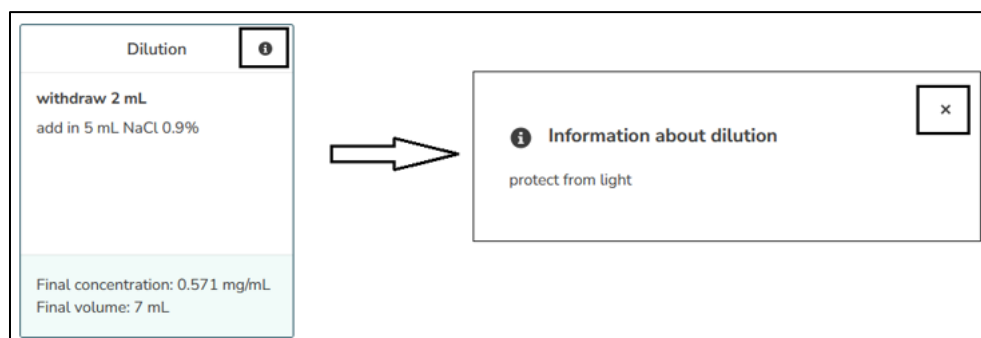 Dilution
withdraw 2 mL
add in 5 mL NaCl 0.9%
Final concentration: 0.571 mg/mL
Final volume: 7 mL
Information about dilution
protect from light